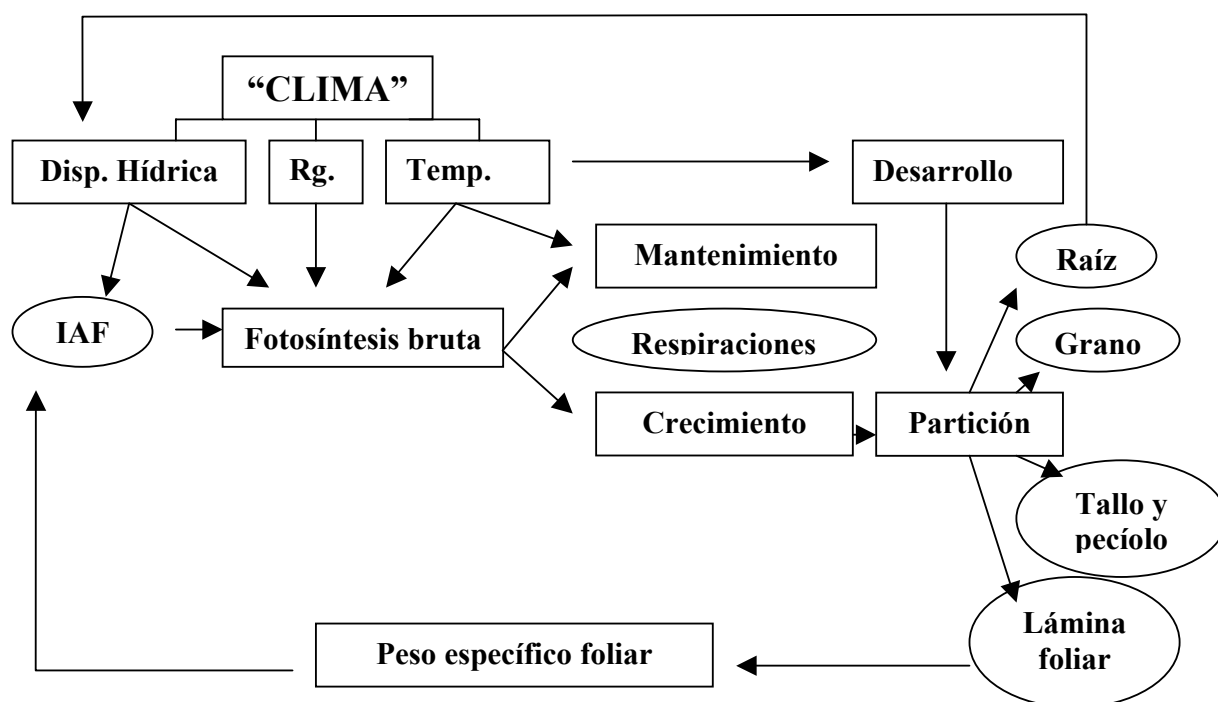 “CLIMA”
Disp. Hídrica
Rg.
Temp.
Desarrollo
Mantenimiento
Raíz
IAF
Fotosíntesis bruta
Respiraciones
Grano
Crecimiento
Partición
Tallo y
pecíolo
Lámina
foliar
Peso específico foliar